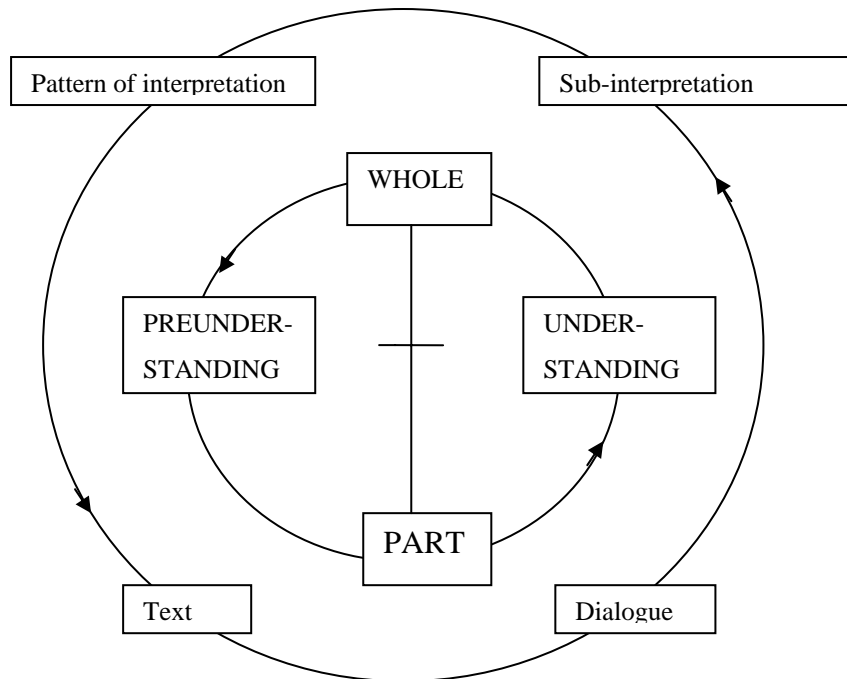 Pattern of interpretation
Sub-interpretation
WHOLE
PREUNDER-
STANDING
UNDER-
STANDING
PART
Text
Dialogue